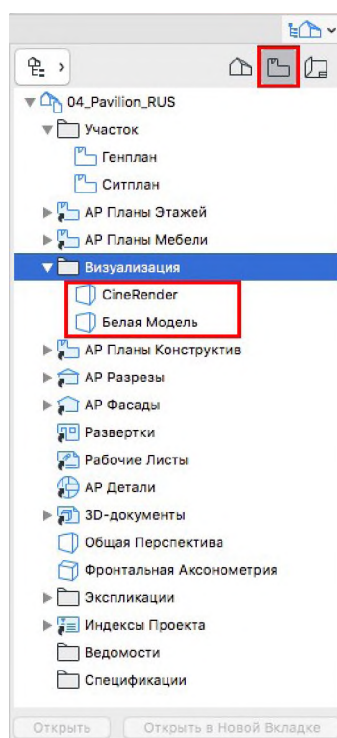 04_Pavilion_RUS
Участок
Генплан
Ситплан
АР Планы Этажей
АР Планы Мебели
Визуализация
CineRender
Белая Модель
АР Планы Конструктив
АР Разрезы
АР Фасады
Развертки
Рабочие Листы
АР Детали
3D-документы
Общая Перспектива
Фронтальная Аксонометрия
Экспликации
Индексы Проекта
Ведомости
Спецификации
Открыть Открыть в Новой Вкладке